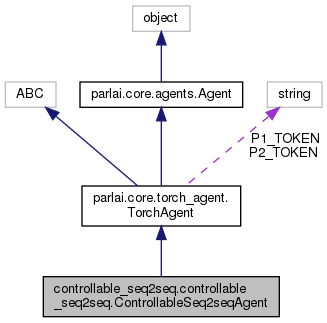 object
ABC
parlai.core.agents.Agent
string
P1_TOKEN
P2_TOKEN
parlai.core.torch_agent.
TorchAgent
controllable_seq2seq.controllable
_seq2seq.ControllableSeq2seqAgent